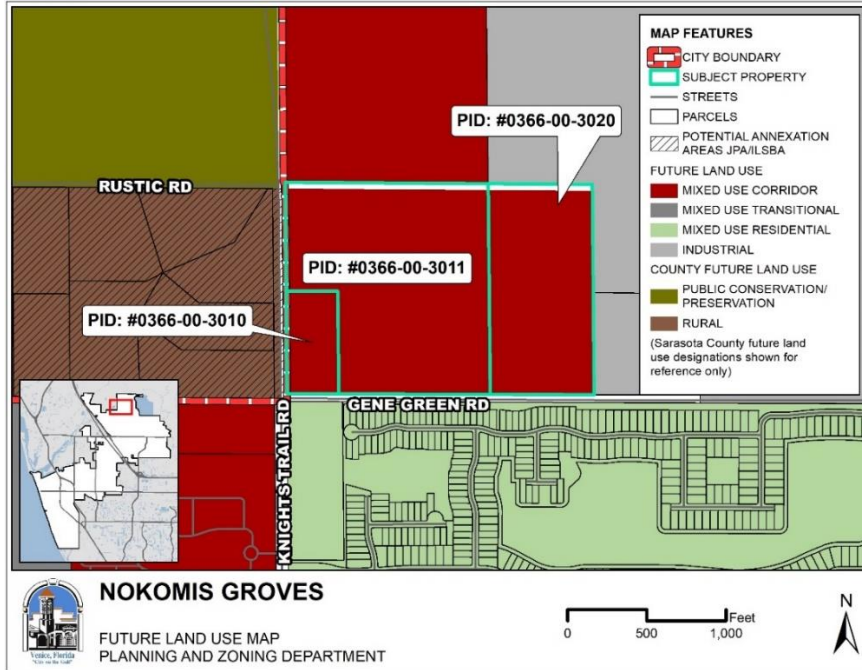 MAP FEATURES
CITY BOUNDARY
SUBJECT PROPERTY
STREETS
PARCELS
POTENTIAL ANNEXATION
AREAS JPA/ILSBA
FUTURE LAND USE
MIXED USE CORRIDOR
MIXED USE TRANSITIONAL
MIXED USE RESIDENTIAL
INDUSTRIAL
COUNTY FUTURE LAND USE
PUBLIC CONSERVATION/
PRESERVATION
RURAL
(Sarasota County future land
use designations shown for
reference only)
PID: #0366-00-3020
RUSTIC RD
PID: #0366-00-3011
PID: #0366-00-3010
GENE GREEN RD
KNIGHTS TRAIL RD
NOKOMIS GROVES
FUTURE LAND USE MAP
PLANNING AND ZONING DEPARTMENT
Venice, Florida
"City on the Gulf"
Feet
0 500 1,000
N